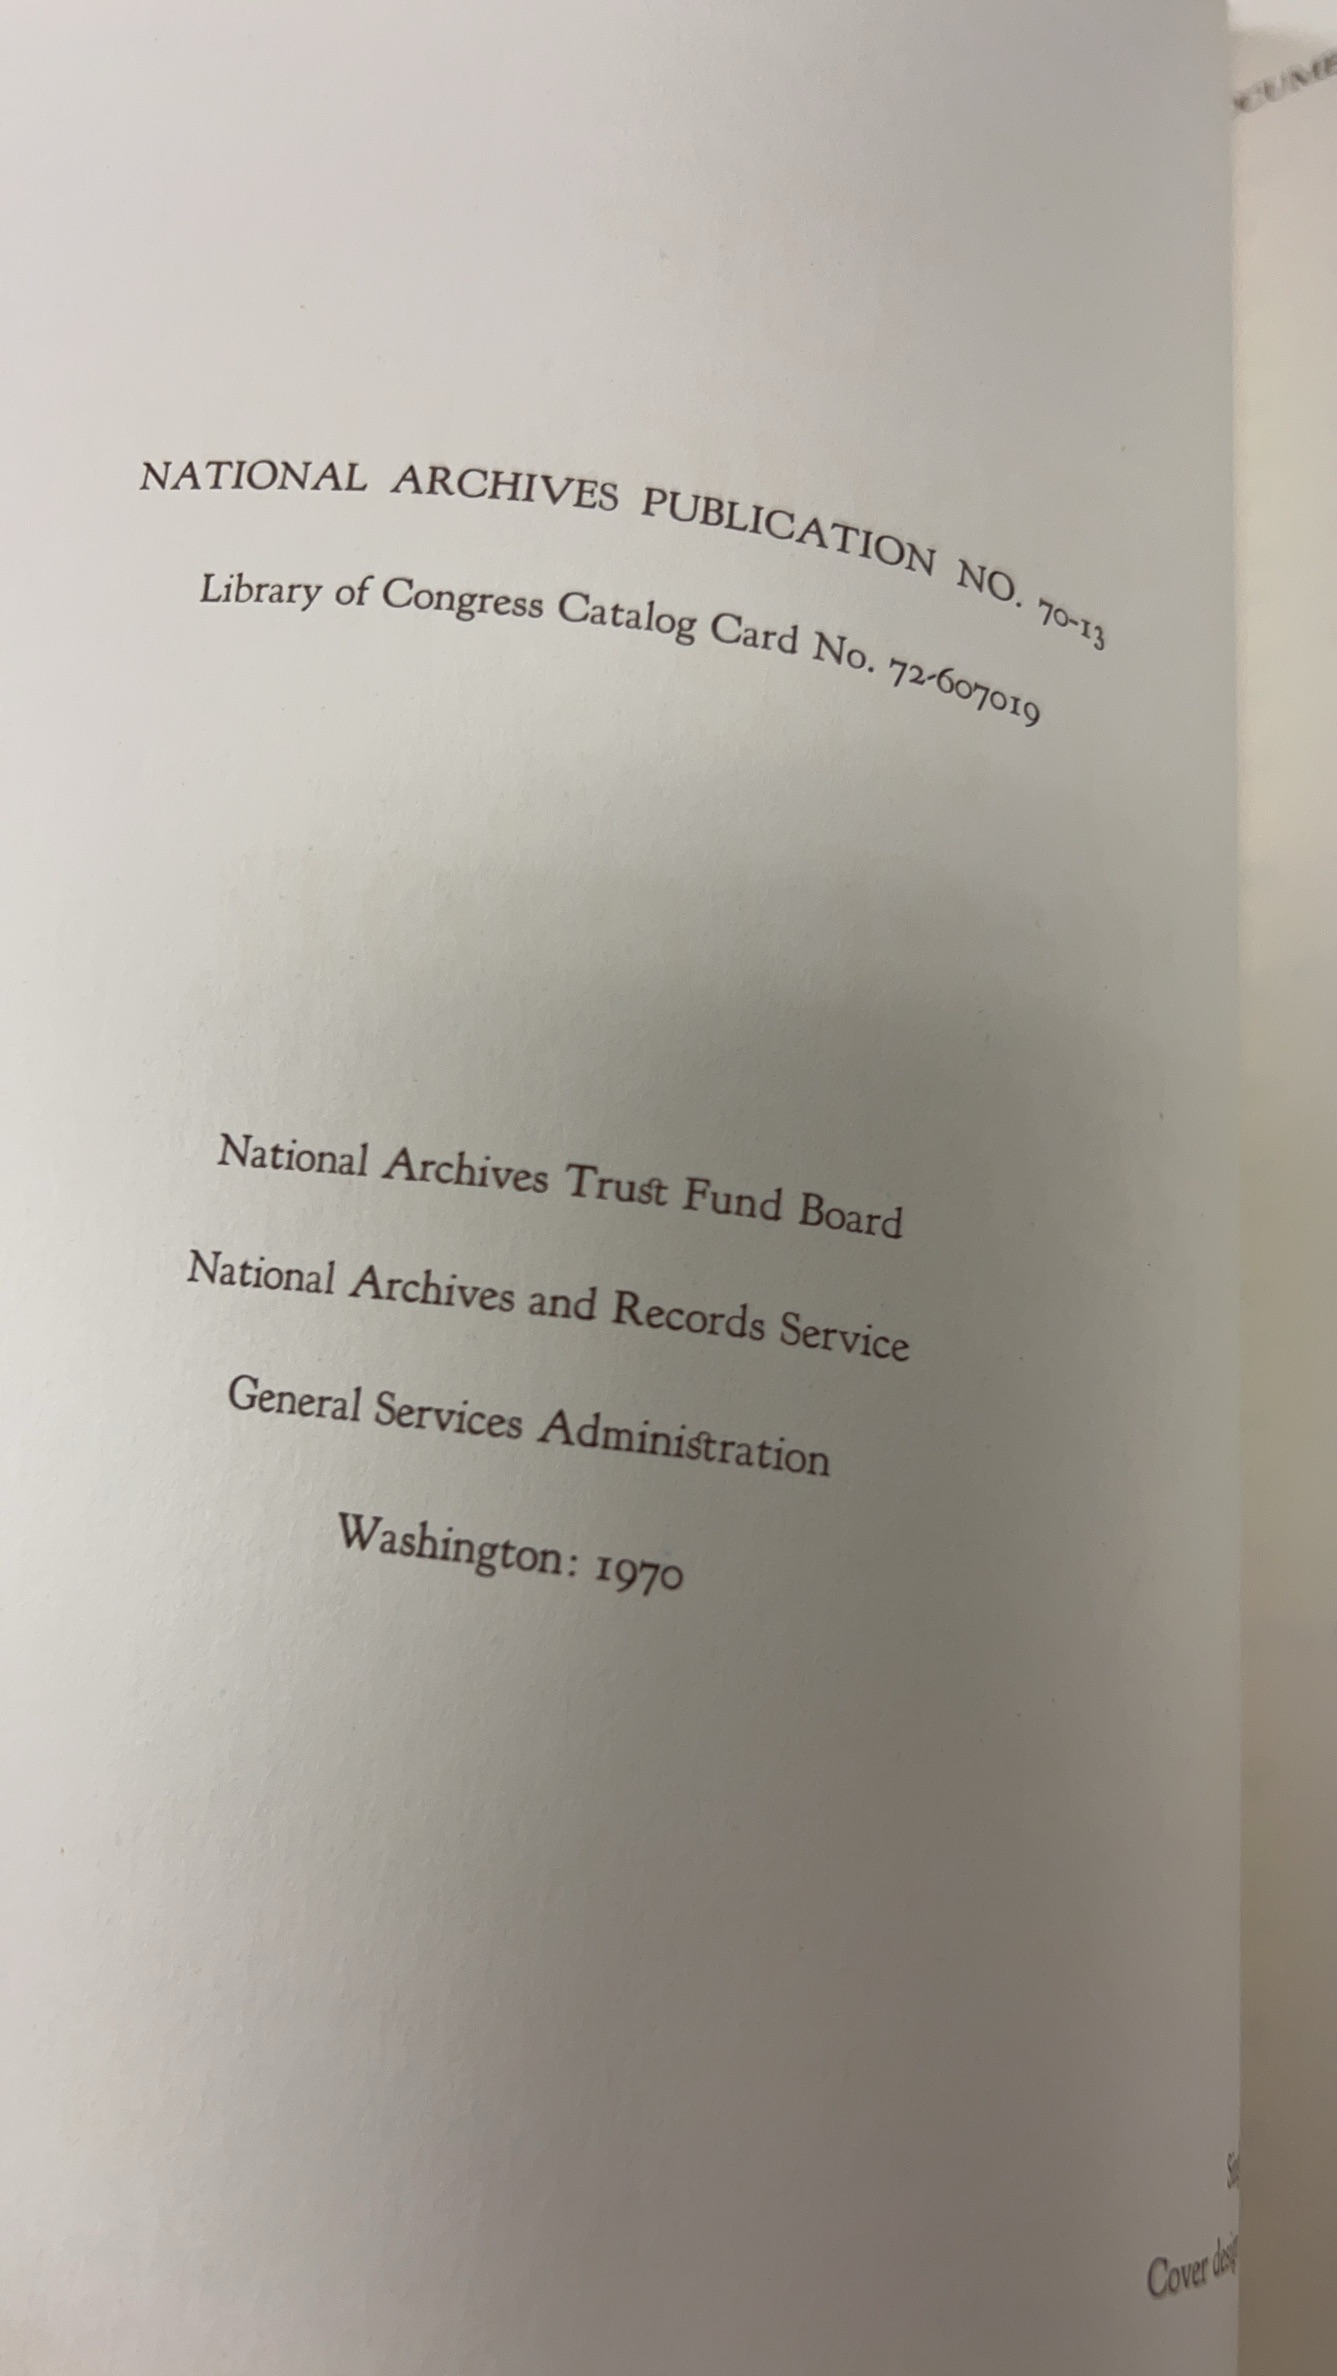 NATIONAL ARCHIVES PUBLICATION NO. 70-13
Library of Congress Catalog Card No. 72-607019
National Archives Trust Fund Board
National Archives and Records Service
General Services Administration
Washington: 1970
Cover